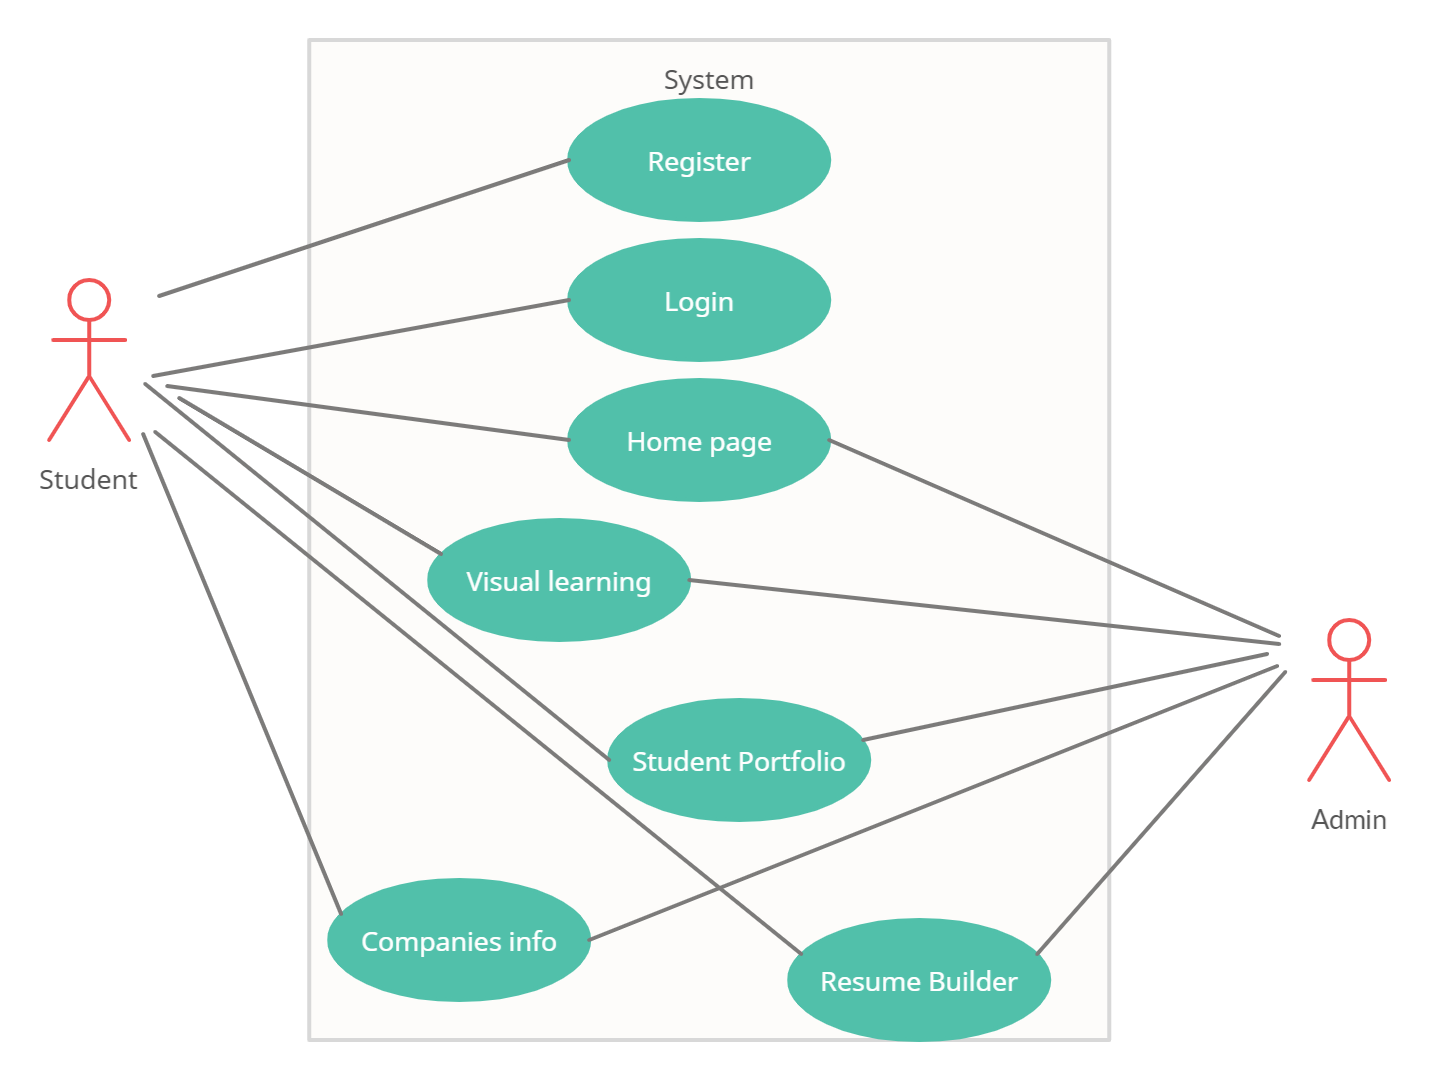 System
Register
Login
Home page
Student
Visual learning
Student Portfolio
Admin
Companies info
Resume Builder